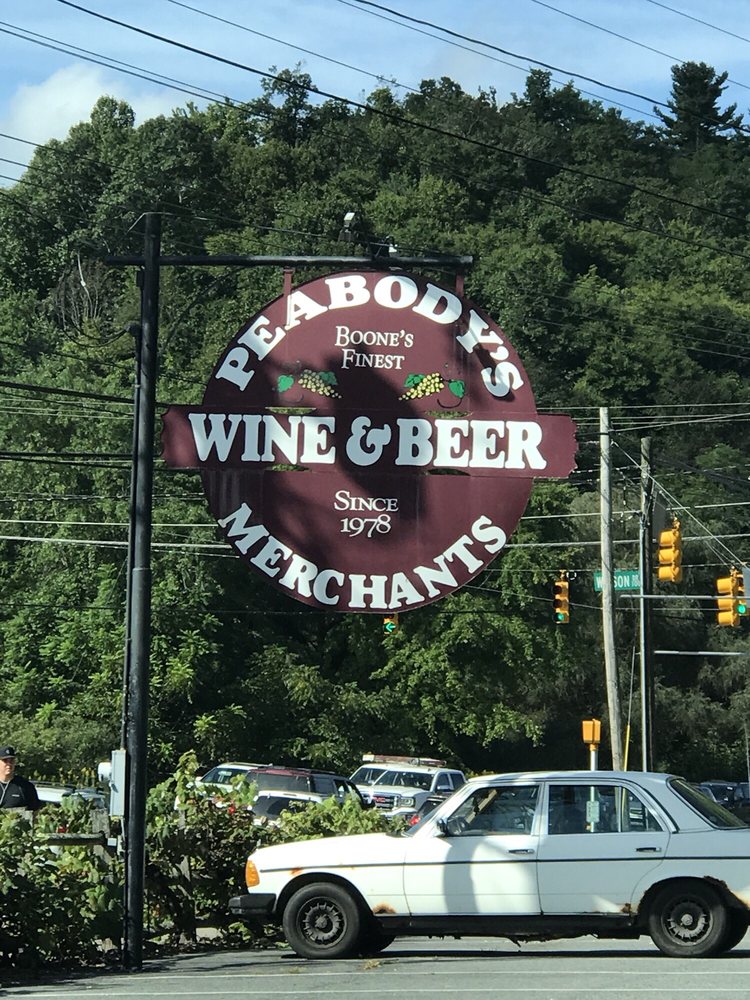 PEABODY'S
BOONE'S
FINEST
WINE & BEER
SINCE
1978
MERCHANTS